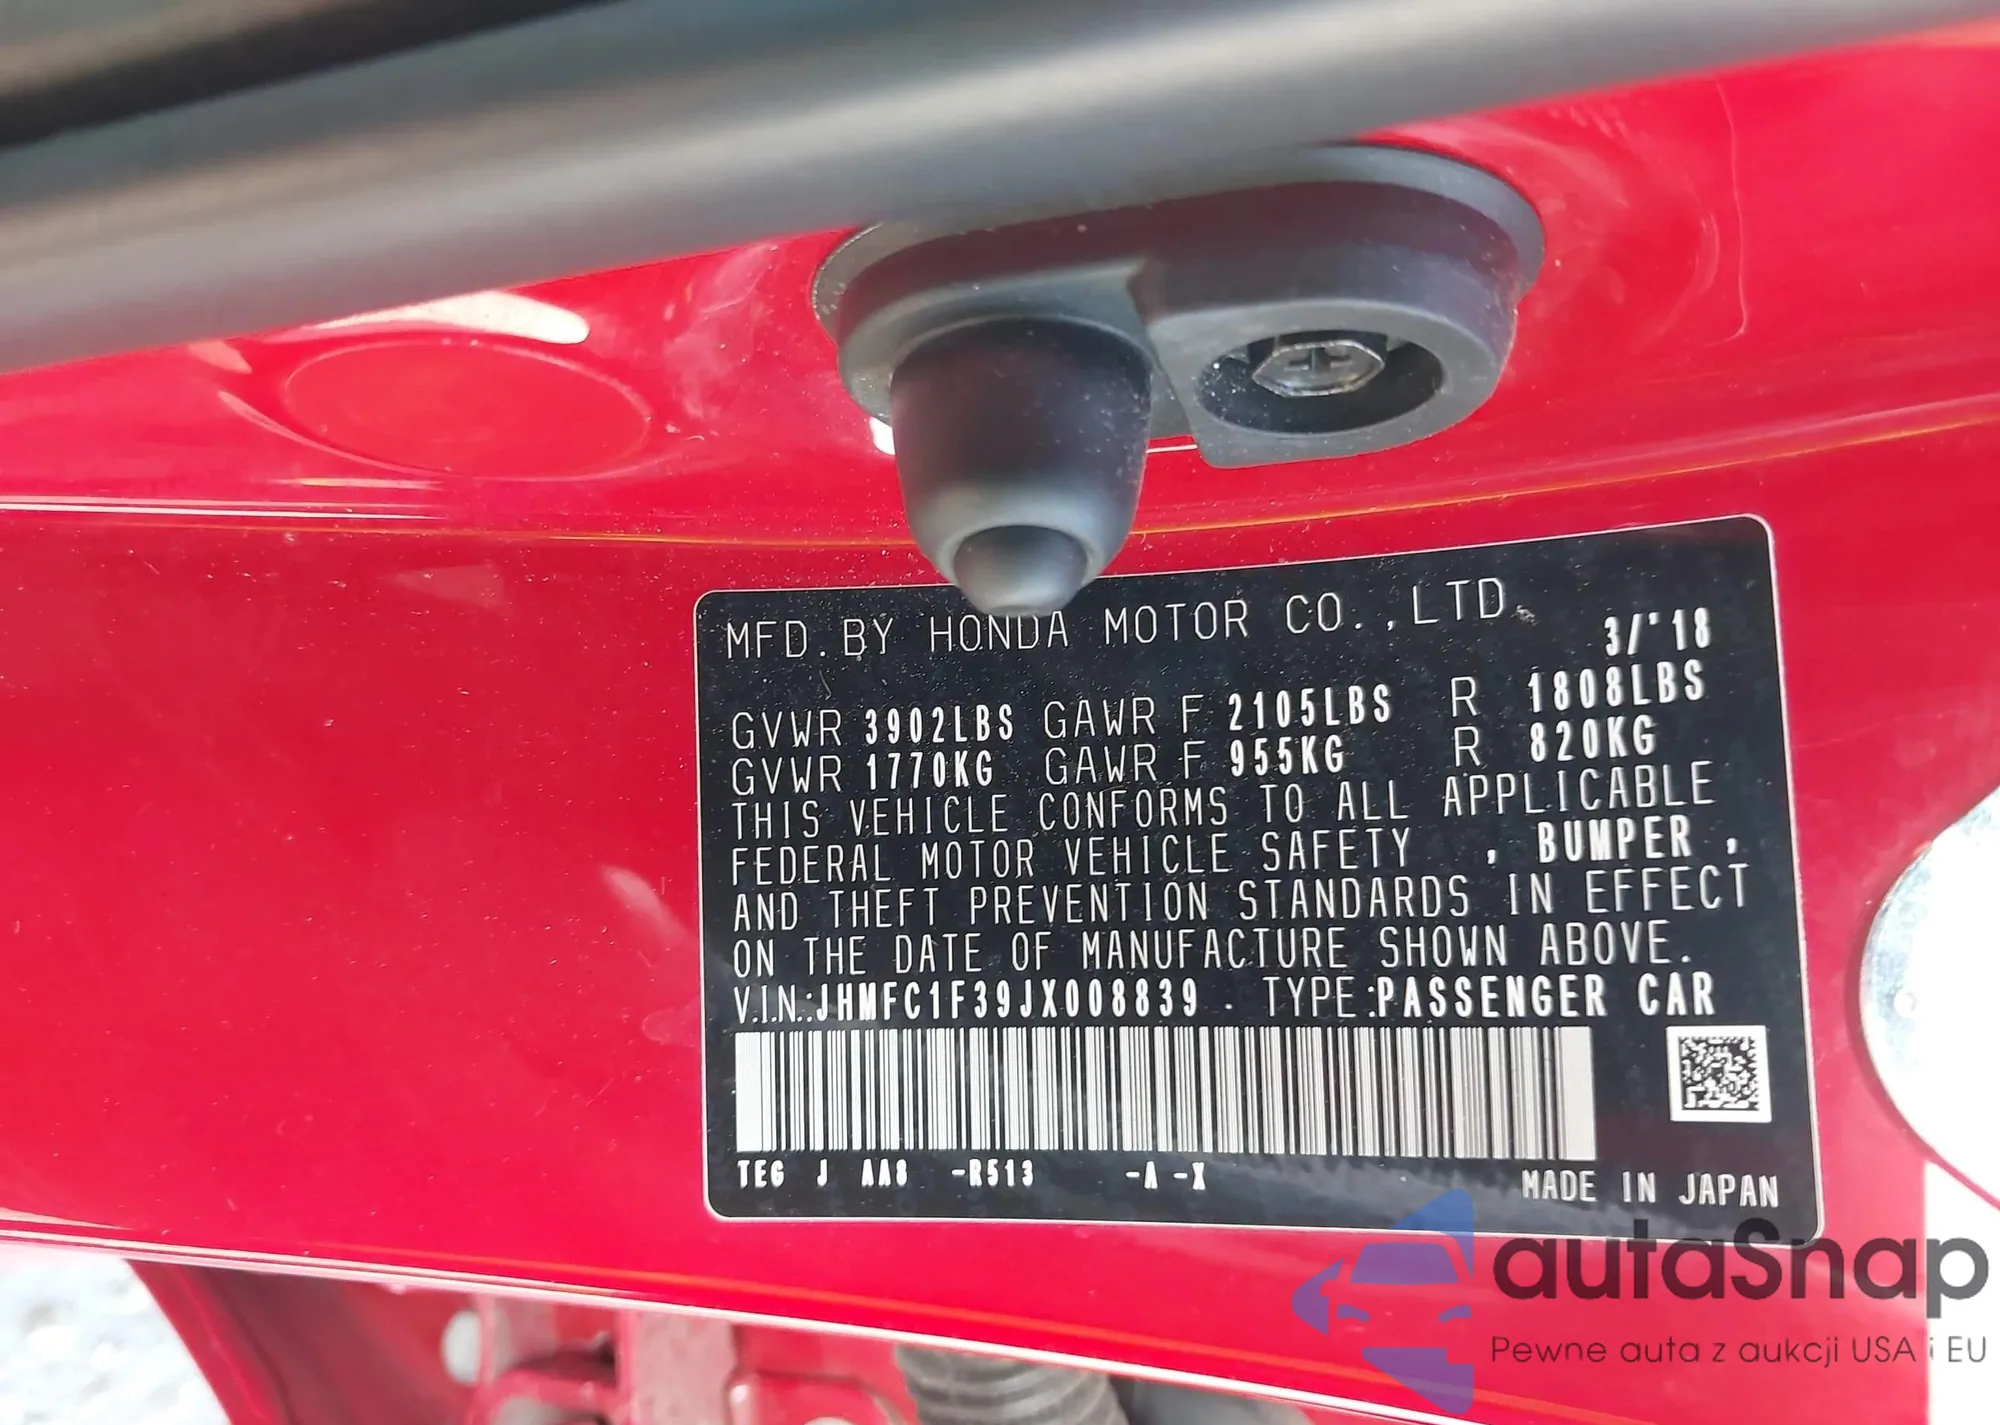 MFD. BY HONDA MOTOR CO., LTD.
3/'18
GVWR 3902LBS GAWR F 2105LBS R 1808LBS
GVWR 1770KG GAWR F 955KG R 820KG
THIS VEHICLE CONFORMS TO ALL APPLICABLE
FEDERAL MOTOR VEHICLE SAFETY , BUMPER ,
AND THEFT PREVENTION STANDARDS IN EFFECT
ON THE DATE OF MANUFACTURE SHOWN ABOVE.
V.I.N.:JHMFC1F39JX008839 . TYPE:PASSENGER CAR
TEG J AA8 -R513 -A -X
MADE IN JAPAN
autaSnap
Pewne auta z aukcji USA i EU